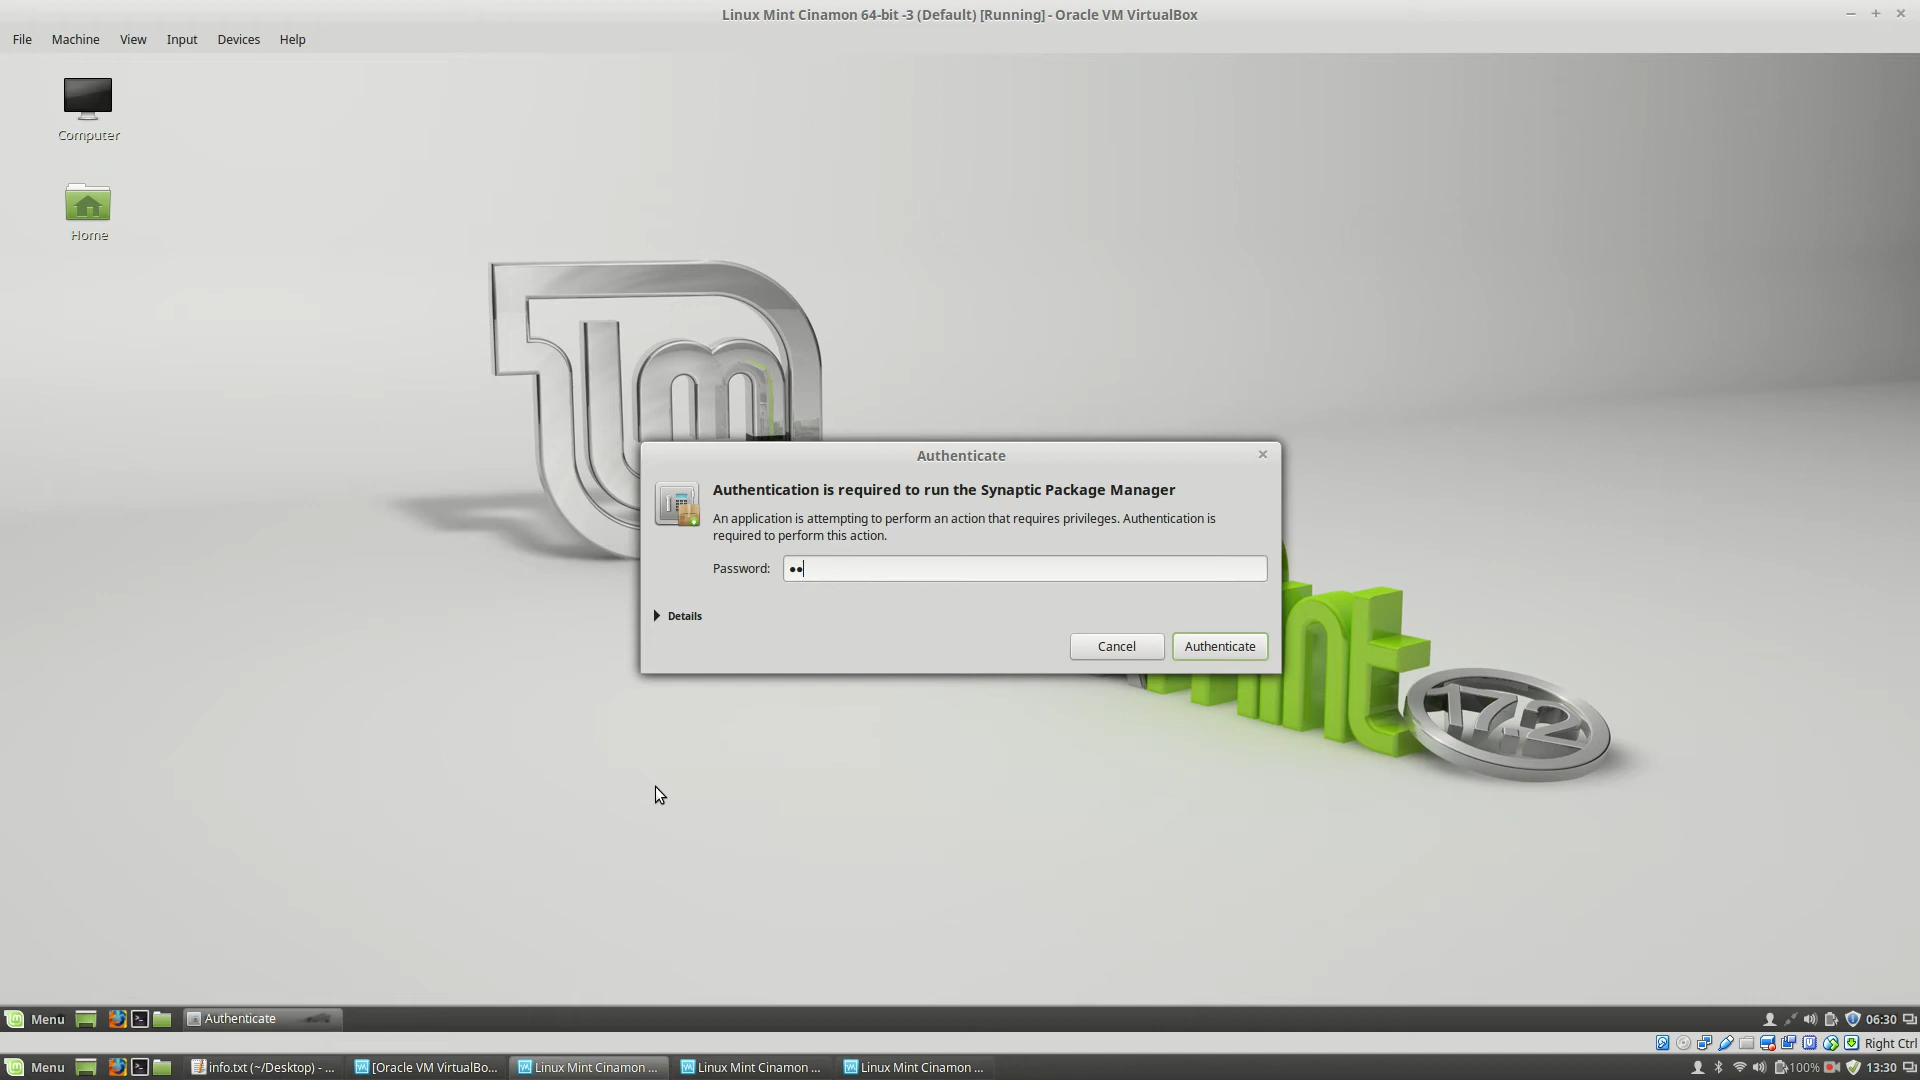 Linux Mint Cinamon 64-bit -3 (Default) [Running] - Oracle VM VirtualBox
File Machine View Input Devices Help
Computer
Home
Authenticate
Authentication is required to run the Synaptic Package Manager
An application is attempting to perform an action that requires privileges. Authentication is
required to perform this action.
Password: ••
Details
Cancel Authenticate
17.2
Menu Authenticate 06:30
Right Ctrl
Menu info.txt (~/Desktop) - ... [Oracle VM VirtualBo... Linux Mint Cinamon ... Linux Mint Cinamon ... Linux Mint Cinamon ... 100% 13:30